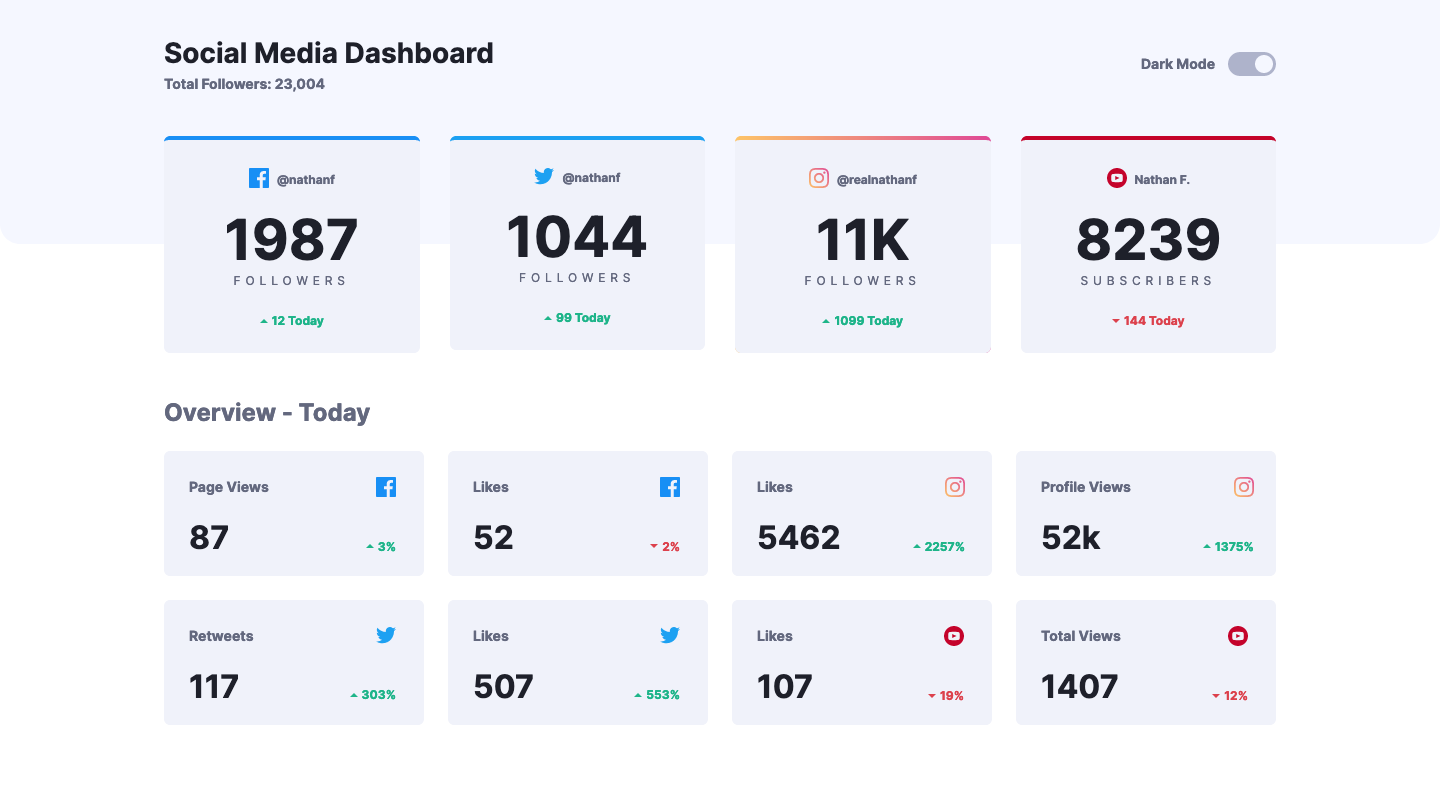 Social Media Dashboard
Total Followers: 23,004
Dark Mode
@nathanf
1987
FOLLOWERS
12 Today
@nathanf
1044
FOLLOWERS
99 Today
@realnathanf
11K
FOLLOWERS
1099 Today
Nathan F.
8239
SUBSCRIBERS
144 Today
Overview - Today
Page Views
87
3%
Likes
52
2%
Likes
5462
2257%
Profile Views
52k
1375%
Retweets
117
303%
Likes
507
553%
Likes
107
19%
Total Views
1407
12%